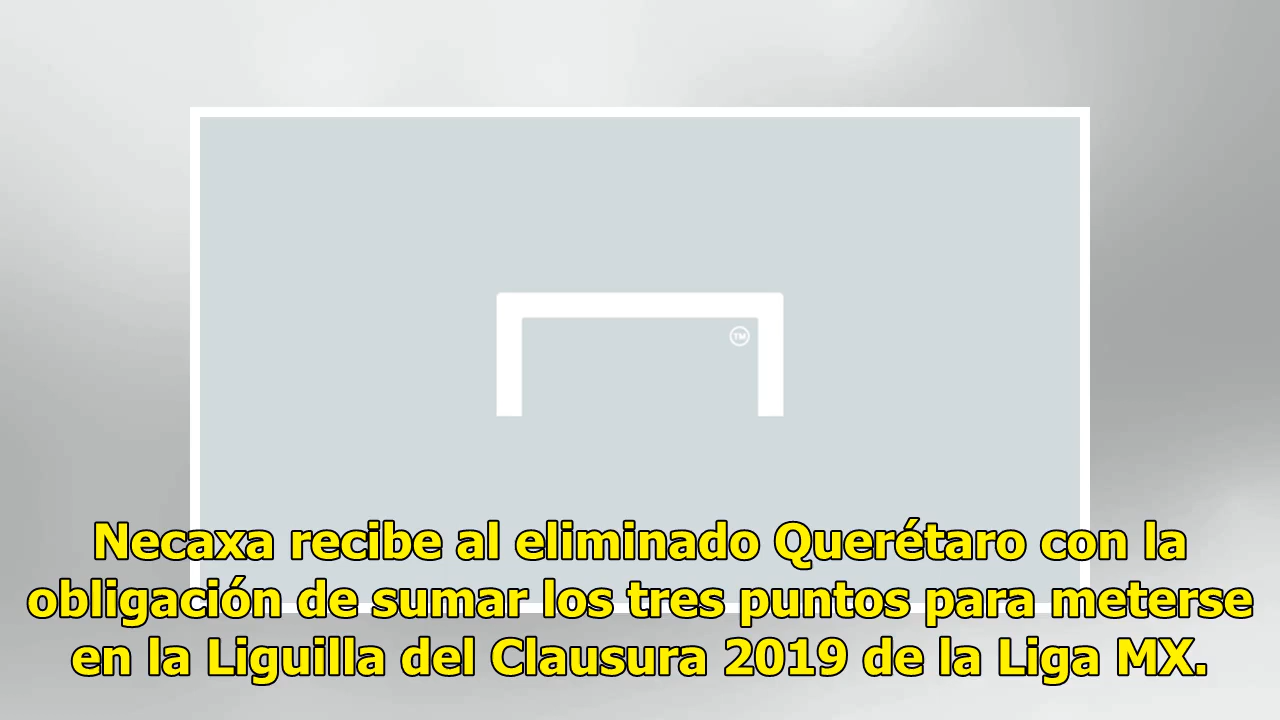 TM
Necaxa recibe al eliminado Querétaro con la
obligación de sumar los tres puntos para meterse
en la Liguilla del Clausura 2019 de la Liga MX.